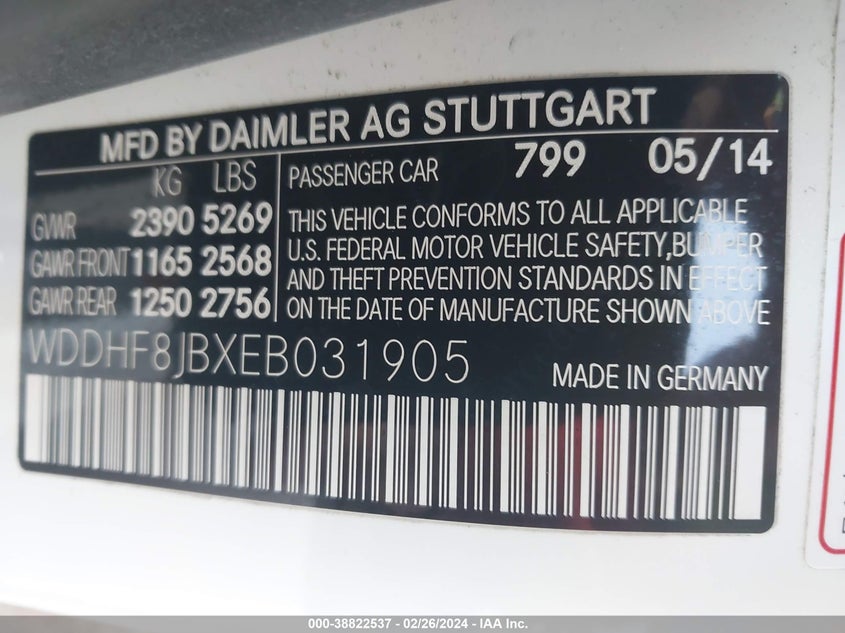 MFD BY DAIMLER AG STUTTGART
KG LBS
GVWR 2390 5269
GAWR FRONT 1165 2568
GAWR REAR 1250 2756
PASSENGER CAR 799 05/14
THIS VEHICLE CONFORMS TO ALL APPLICABLE
U.S. FEDERAL MOTOR VEHICLE SAFETY,BUMPER
AND THEFT PREVENTION STANDARDS IN EFFECT
ON THE DATE OF MANUFACTURE SHOWN ABOVE
WDDHF8JBXEB031905
MADE IN GERMANY
000-38822537 - 02/26/2024 - IAA Inc.